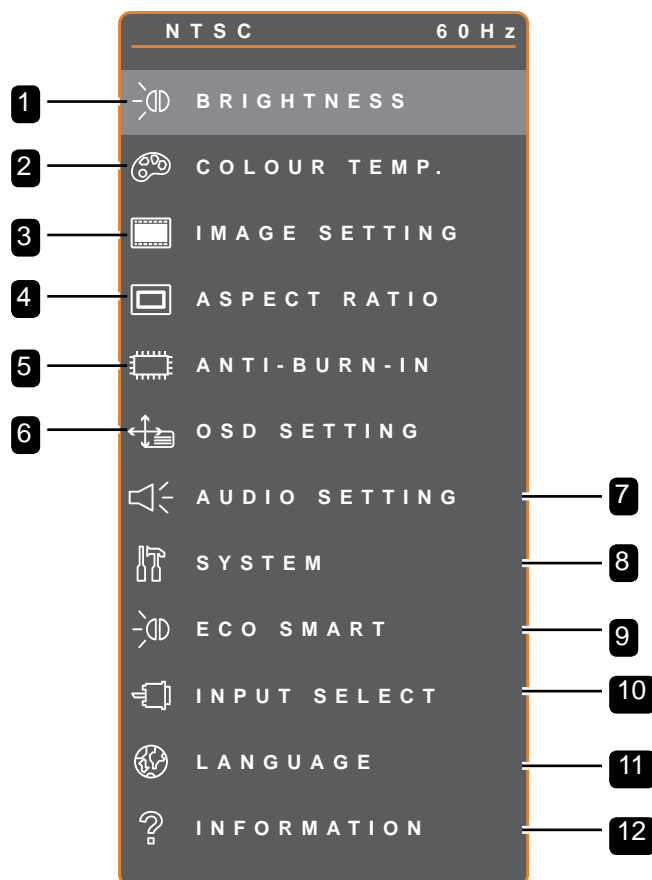 NTSC 60Hz
1 BRIGHTNESS
2 COLOUR TEMP.
3 IMAGE SETTING
4 ASPECT RATIO
5 ANTI-BURN-IN
6 OSD SETTING
AUDIO SETTING 7
SYSTEM 8
ECO SMART 9
INPUT SELECT 10
LANGUAGE 11
INFORMATION 12